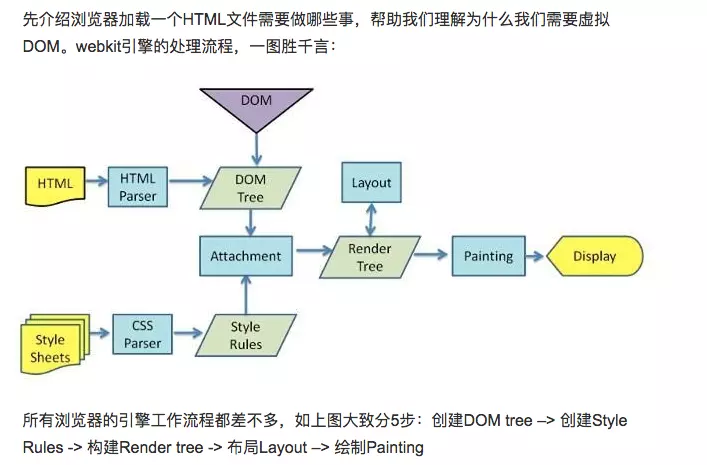 先介绍浏览器加载一个HTML文件需要做哪些事，帮助我们理解为什么我们需要虚拟
DOM。webkit引擎的处理流程，一图胜千言：
DOM
HTML
HTML
Parser
DOM
Tree
Layout
Attachment
Render
Tree
Painting
Display
Style
Sheets
CSS
Parser
Style
Rules
所有浏览器的引擎工作流程都差不多，如上图大致分5步：创建DOM tree –> 创建Style
Rules -> 构建Render tree -> 布局Layout –> 绘制Painting